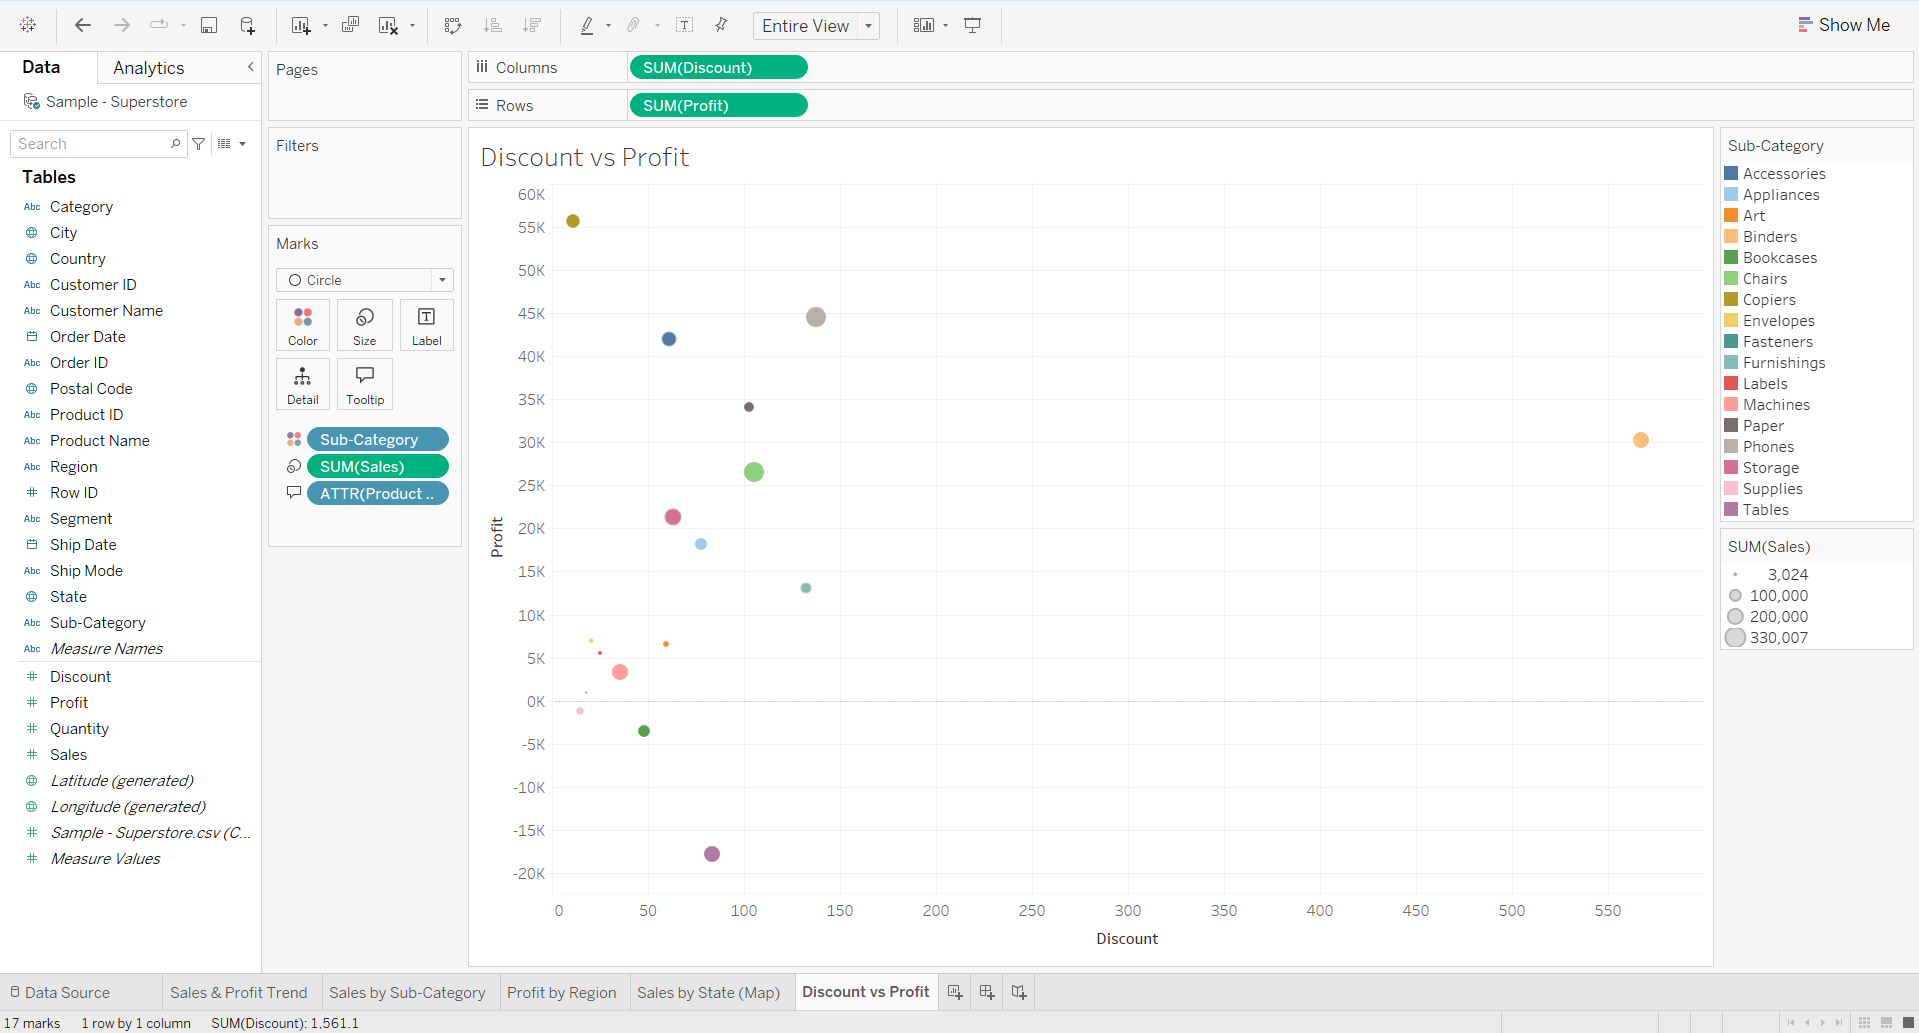 Entire View
Show Me
Data
Analytics
Sample - Superstore
Search
Tables
Abc Category
City
Country
Abc Customer ID
Abc Customer Name
Order Date
Abc Order ID
Postal Code
Abc Product ID
Abc Product Name
Abc Region
# Row ID
Abc Segment
Ship Date
Abc Ship Mode
State
Abc Sub-Category
Abc Measure Names
# Discount
# Profit
# Quantity
# Sales
Latitude (generated)
Longitude (generated)
# Sample - Superstore.csv (C...
# Measure Values
Pages
Filters
Marks
Circle
Color
Size
T
Label
Detail
Tooltip
Sub-Category
SUM(Sales)
ATTR(Product ..
Columns
SUM(Discount)
Rows
SUM(Profit)
Discount vs Profit
60K
55K
50K
45K
40K
35K
30K
25K
20K
15K
10K
5K
0K
-5K
-10K
-15K
-20K
Profit
0 50 100 150 200 250 300 350 400 450 500 550
Discount
Sub-Category
Accessories
Appliances
Art
Binders
Bookcases
Chairs
Copiers
Envelopes
Fasteners
Furnishings
Labels
Machines
Paper
Phones
Storage
Supplies
Tables
SUM(Sales)
3,024
100,000
200,000
330,007
Data Source
Sales & Profit Trend
Sales by Sub-Category
Profit by Region
Sales by State (Map)
Discount vs Profit
17 marks
1 row by 1 column
SUM(Discount): 1,561.1